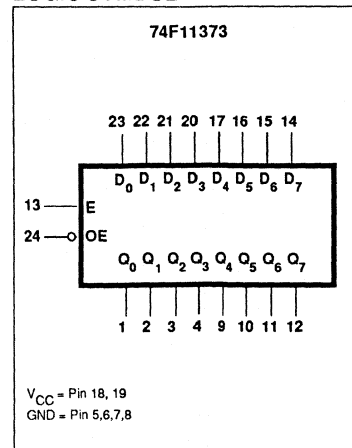 74F11373
23 22 21 20 17 16 15 14
D0 D1 D2 D3 D4 D5 D6 D7
13 E
24 OE
Q0 Q1 Q2 Q3 Q4 Q5 Q6 Q7
1 2 3 4 9 10 11 12
VCC = Pin 18, 19
GND = Pin 5,6,7,8